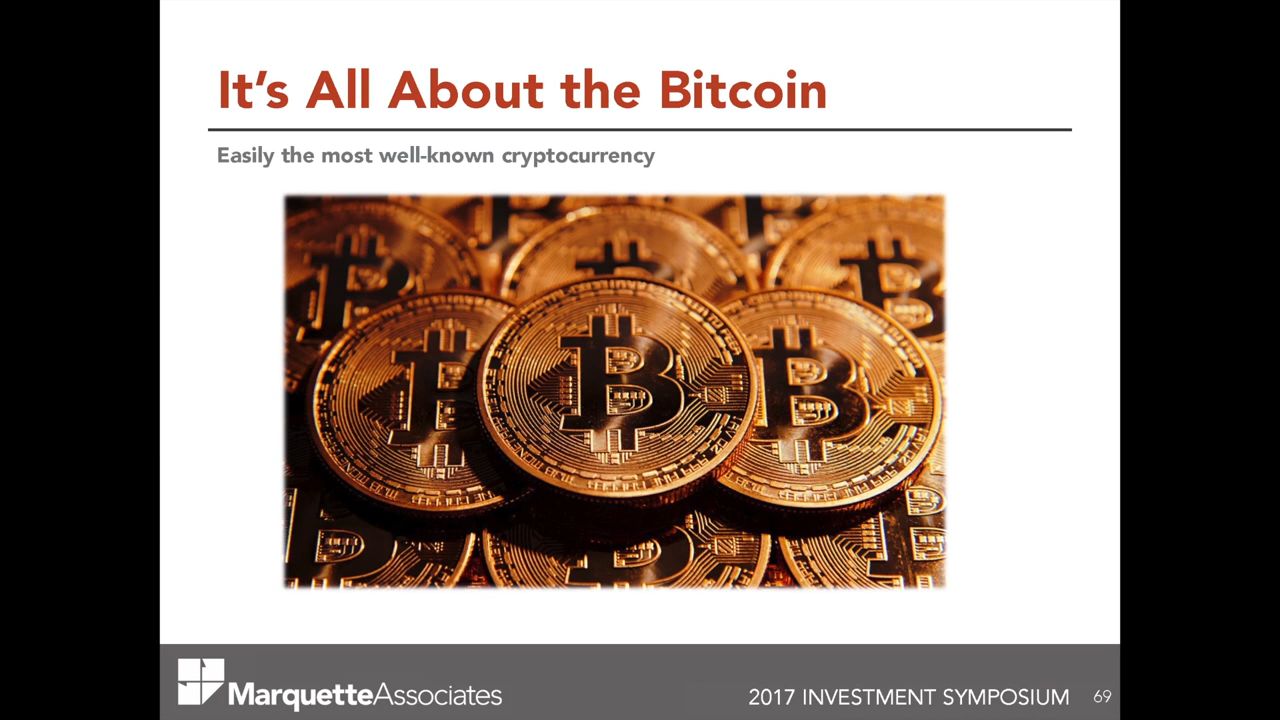 It's All About the Bitcoin
Easily the most well-known cryptocurrency
MarquetteAssociates
2017 INVESTMENT SYMPOSIUM 69